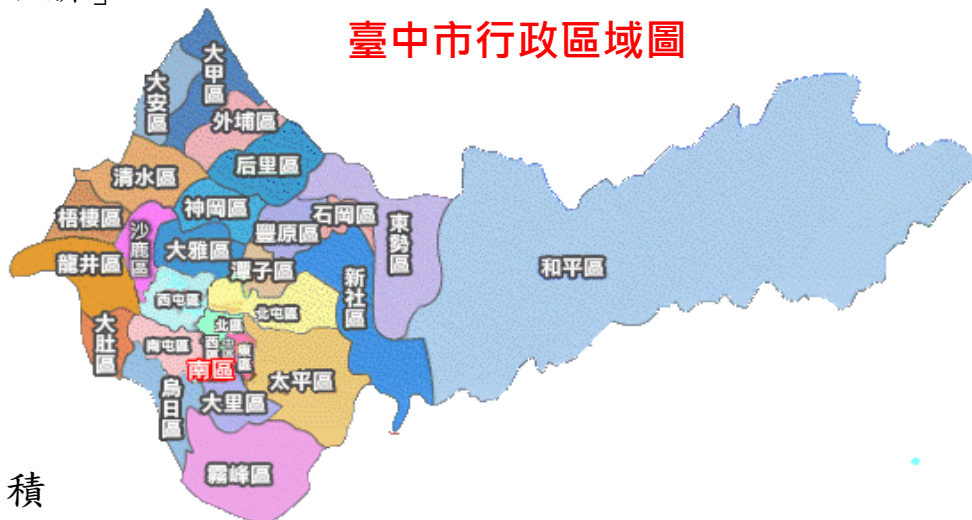 」
臺中市行政區域圖
大甲區
大安區
外埔區
后里區
清水區
神岡區
石岡區
東勢區
梧棲區
沙鹿區
豐原區
大雅區
龍井區
潭子區
和平區
新社區
西屯區
北屯區
北區
大肚區
南屯區
西區
中區
東區
南區
太平區
烏日區
大里區
霧峰區
積